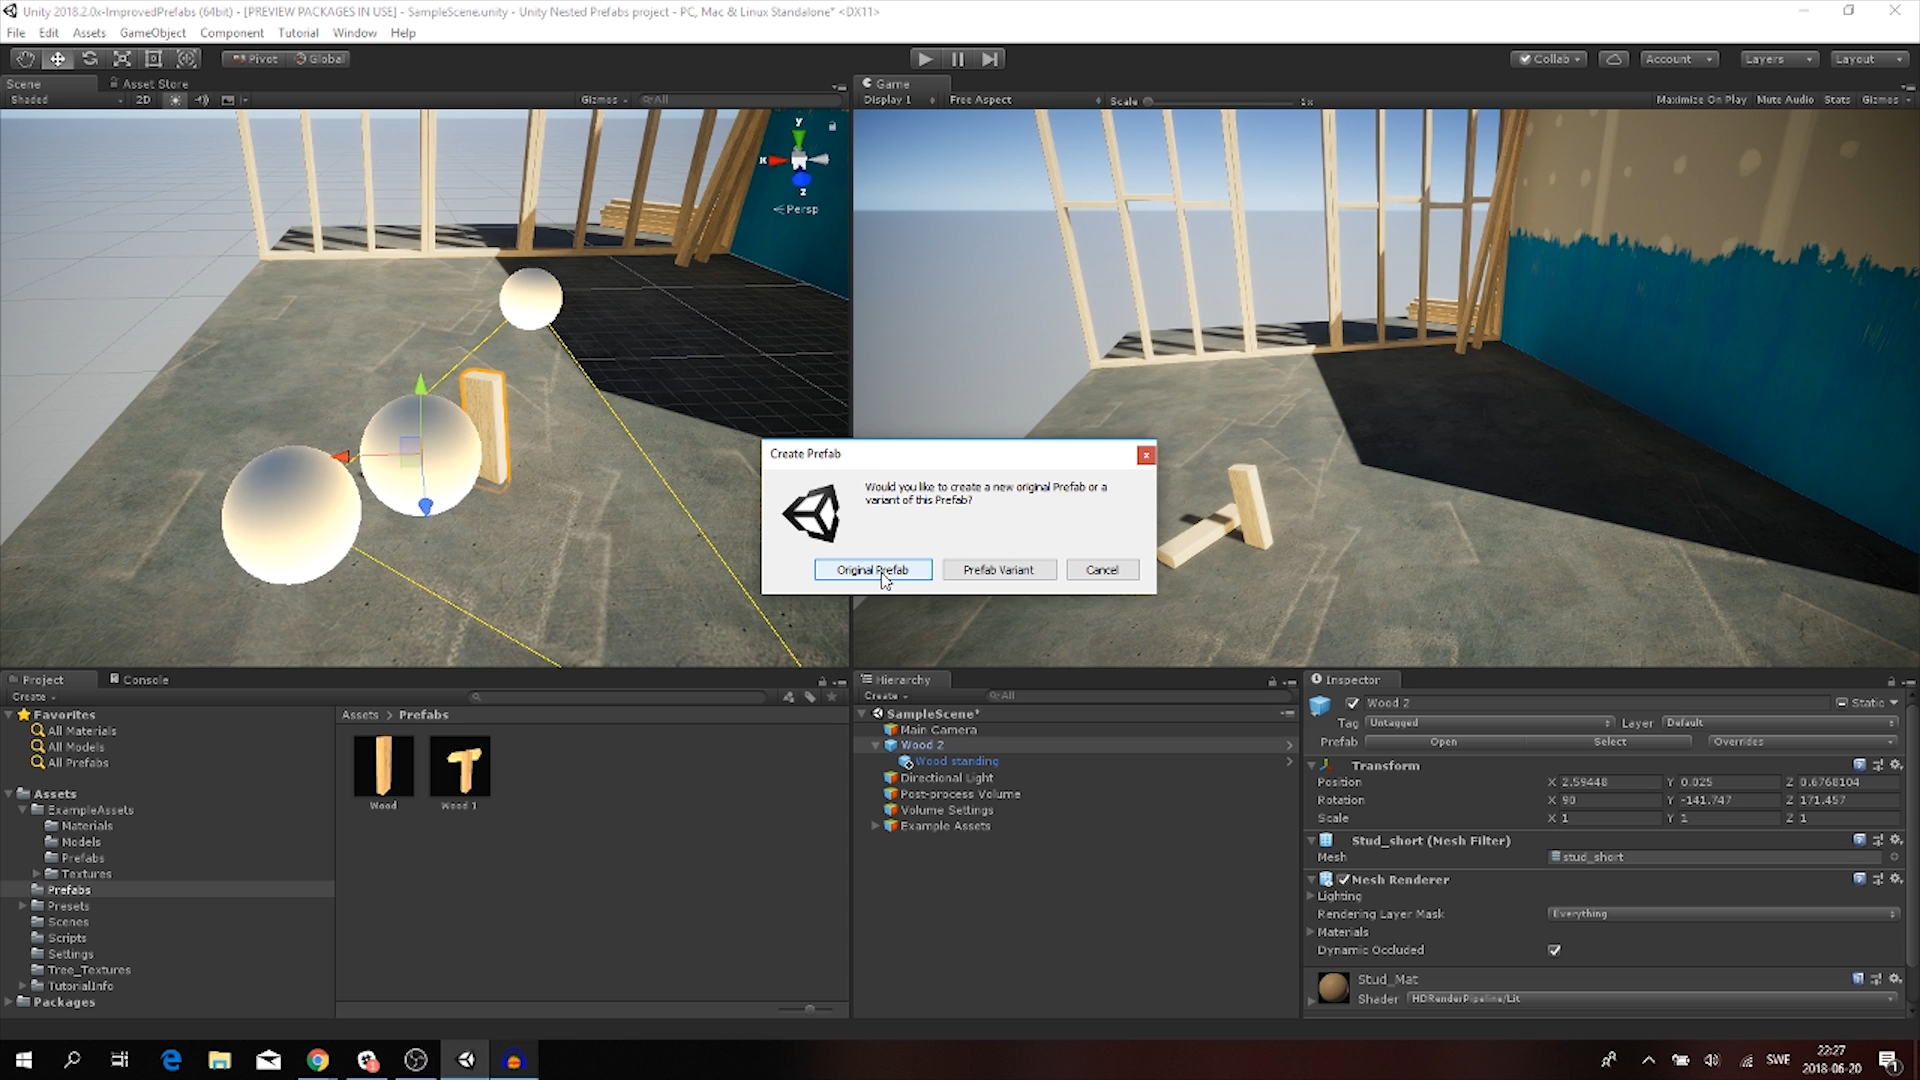 Unity 2018.2.0x-ImprovedPrefabs (64bit) - [PREVIEW PACKAGES IN USE] - SampleScene.unity - Unity Nested Prefabs project - PC, Mac & Linux Standalone* <DX11>
File Edit Assets GameObject Component Tutorial Window Help
Pivot Global Collab Account Layers Layout
Scene Asset Store
Shaded 2D Gizmos All
Game
Display 1 Free Aspect Scale 1x Maximize On Play Mute Audio Stats Gizmos
y
x
z
Persp
Create Prefab
Would you like to create a new original Prefab or a
variant of this Prefab?
Original Prefab Prefab Variant Cancel
Project Console
Create
Favorites
All Materials
All Models
All Prefabs
Assets
ExampleAssets
Materials
Models
Prefabs
Textures
Prefabs
Presets
Scenes
Scripts
Settings
Tree_Textures
TutorialInfo
Packages
Assets > Prefabs
Wood Wood 1
Hierarchy
Create All
SampleScene*
Main Camera
Wood 2
Wood standing
Directional Light
Post-process Volume
Volume Settings
Example Assets
Inspector
Wood 2 Static
Tag Untagged Layer Default
Prefab Open Select Overrides
Transform
Position X 2.59448 Y 0.025 Z 0.6768104
Rotation X 90 Y -141.747 Z 171.457
Scale X 1 Y 1 Z 1
Stud_short (Mesh Filter)
Mesh stud_short
Mesh Renderer
Lighting
Rendering Layer Mask Everything
Materials
Dynamic Occluded
Stud_Mat
Shader HDRenderPipeline/Lit
SWE
22:27
2018-06-20